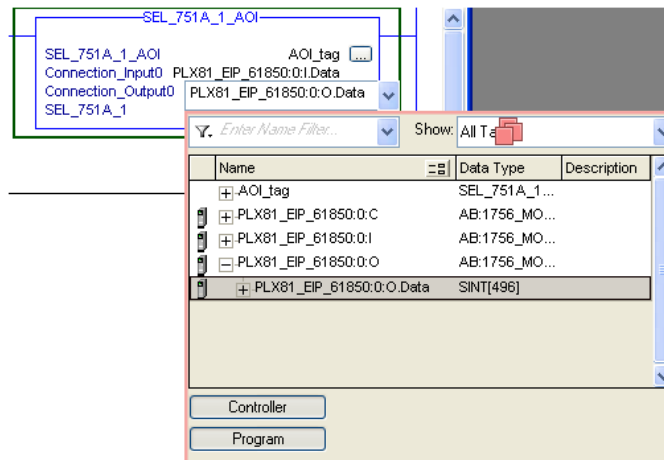 SEL_751A_1_AOI
SEL_751A_1_AOI AOI_tag ...
Connection_Input0 PLX81_EIP_61850:0:I.Data
Connection_Output0 PLX81_EIP_61850:0:O.Data
SEL_751A_1
Enter Name Filter... Show: All Ta
Name Data Type Description
AOI_tag SEL_751A_1...
PLX81_EIP_61850:0:C AB:1756_MO...
PLX81_EIP_61850:0:I AB:1756_MO...
PLX81_EIP_61850:0:O AB:1756_MO...
PLX81_EIP_61850:0:O.Data SINT[496]
Controller
Program